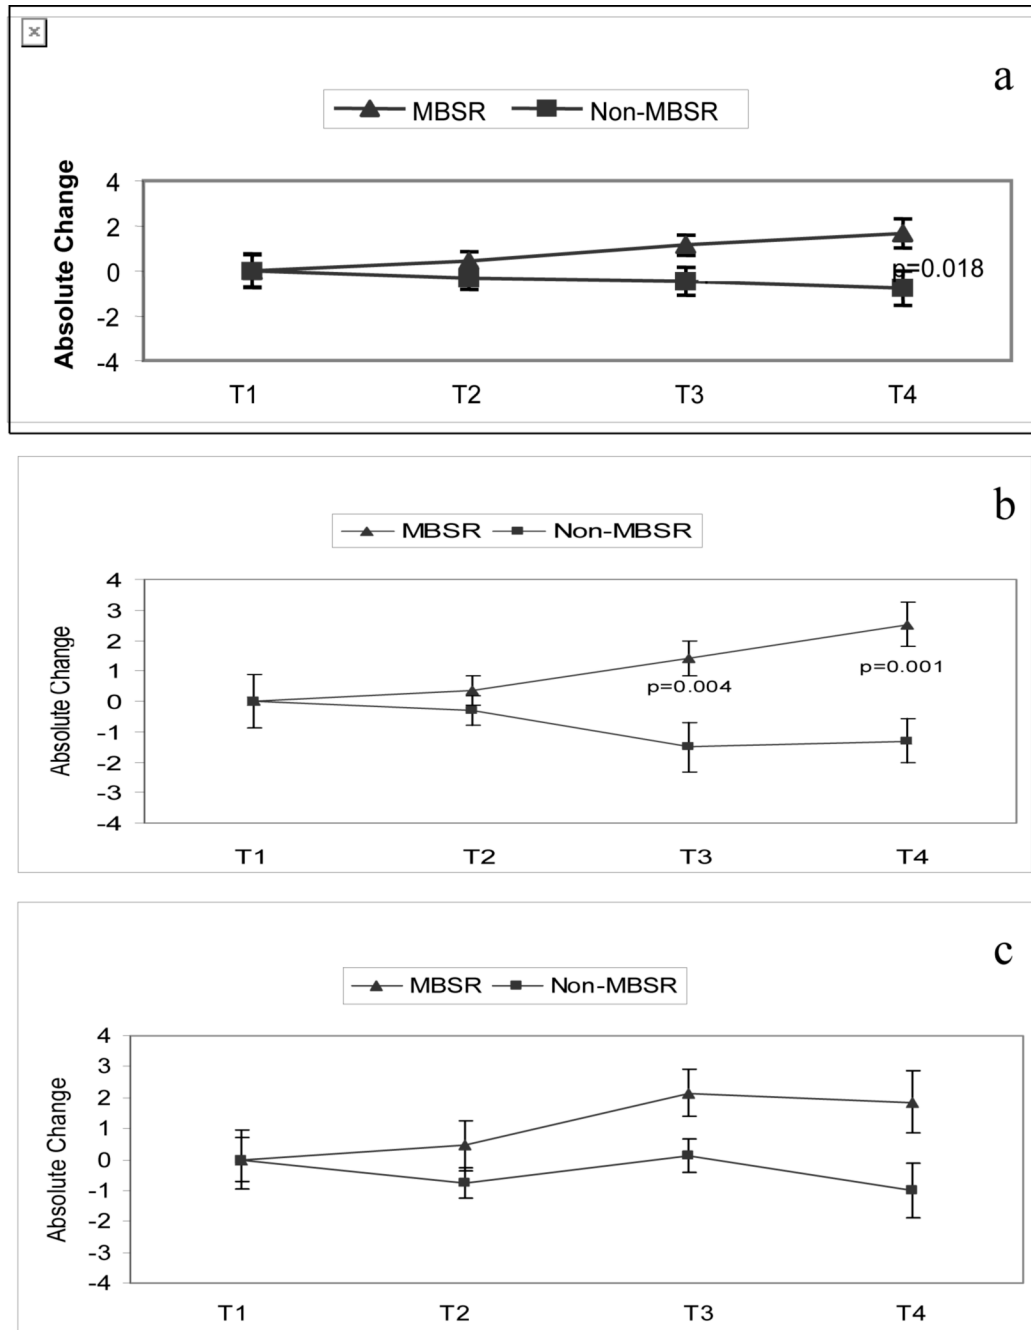 a
MBSR Non-MBSR
Absolute Change
4
2
0
-2
-4
p=0.018
T1 T2 T3 T4
b
MBSR Non-MBSR
Absolute Change
4
3
2
1
0
-1
-2
-3
-4
p=0.004
p=0.001
T1 T2 T3 T4
c
MBSR Non-MBSR
Absolute Change
4
3
2
1
0
-1
-2
-3
-4
T1 T2 T3 T4